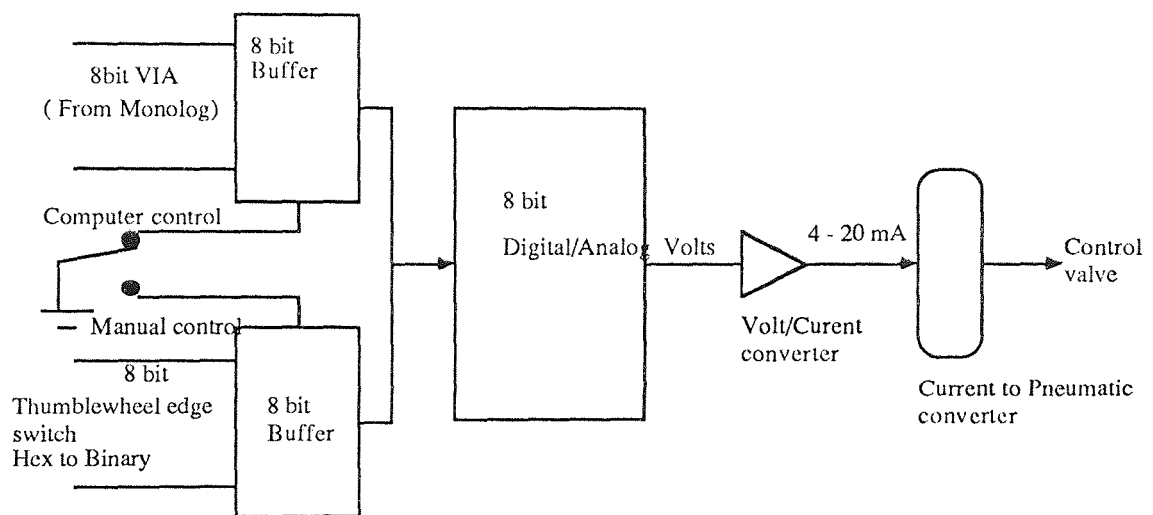 8 bit
Buffer
8bit VIA
( From Monolog)
Computer control
Manual control
8 bit
Thumblewheel edge
switch
Hex to Binary
8 bit
Buffer
8 bit
Digital/Analog
Volts
4 - 20 mA
Volt/Curent
converter
Control
valve
Current to Pneumatic
converter